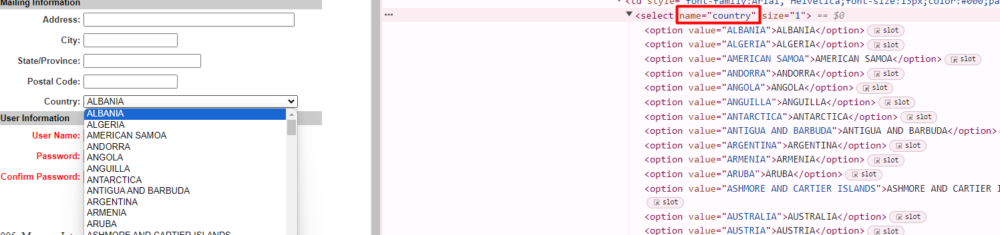 Mailing Information
Address:
City:
State/Province:
Postal Code:
Country: ALBANIA
ALBANIA
ALGERIA
AMERICAN SAMOA
ANDORRA
ANGOLA
ANGUILLA
ANTARCTICA
ANTIGUA AND BARBUDA
ARGENTINA
ARMENIA
ARUBA
ASHMORE AND CARTIER ISLANDS
User Information
User Name:
Password:
Confirm Password:
<td style="font-family:Arial, Helvetica;font-size:13px;color:#000;pa
... <select name="country" size="1"> == $0
<option value="ALBANIA">ALBANIA</option> slot
<option value="ALGERIA">ALGERIA</option> slot
<option value="AMERICAN SAMOA">AMERICAN SAMOA</option> slot
<option value="ANDORRA">ANDORRA</option> slot
<option value="ANGOLA">ANGOLA</option> slot
<option value="ANGUILLA">ANGUILLA</option> slot
<option value="ANTARCTICA">ANTARCTICA</option> slot
<option value="ANTIGUA AND BARBUDA">ANTIGUA AND BARBUDA</option>
<option value="ARGENTINA">ARGENTINA</option> slot
<option value="ARMENIA">ARMENIA</option> slot
<option value="ARUBA">ARUBA</option> slot
<option value="ASHMORE AND CARTIER ISLANDS">ASHMORE AND CARTIER I
slot
<option value="AUSTRALIA">AUSTRALIA</option> slot
<option value="AUSTRIA">AUSTRIA</option> slot